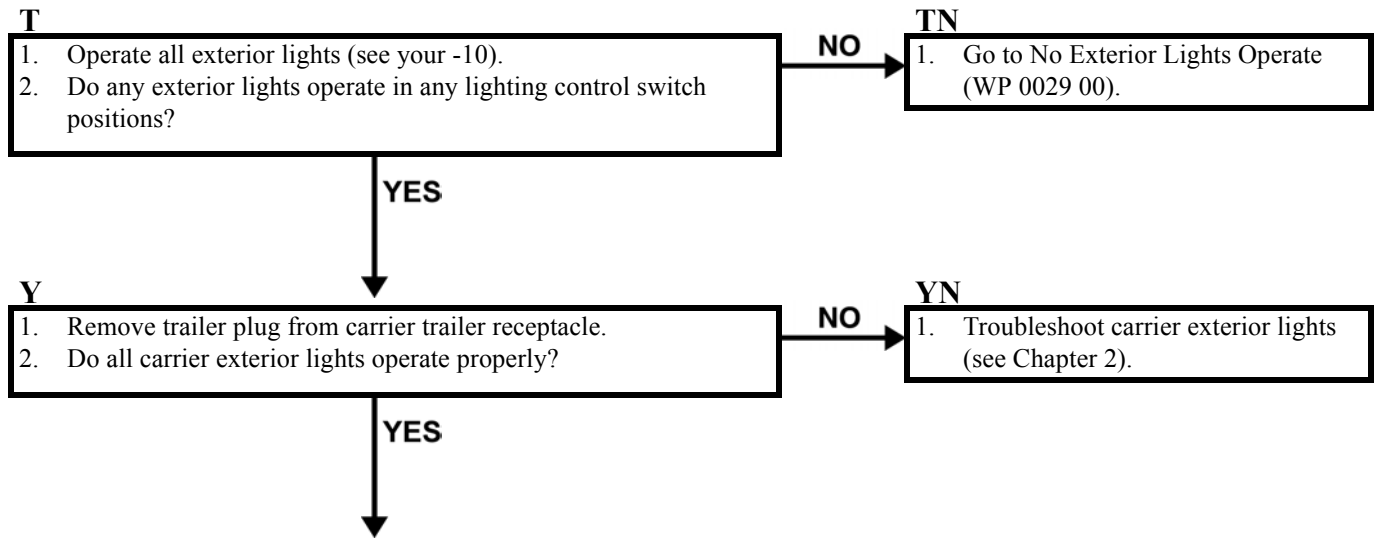 T
1. Operate all exterior lights (see your -10).
2. Do any exterior lights operate in any lighting control switch
positions?
NO
TN
1. Go to No Exterior Lights Operate
(WP 0029 00).
YES
Y
1. Remove trailer plug from carrier trailer receptacle.
2. Do all carrier exterior lights operate properly?
NO
YN
1. Troubleshoot carrier exterior lights
(see Chapter 2).
YES